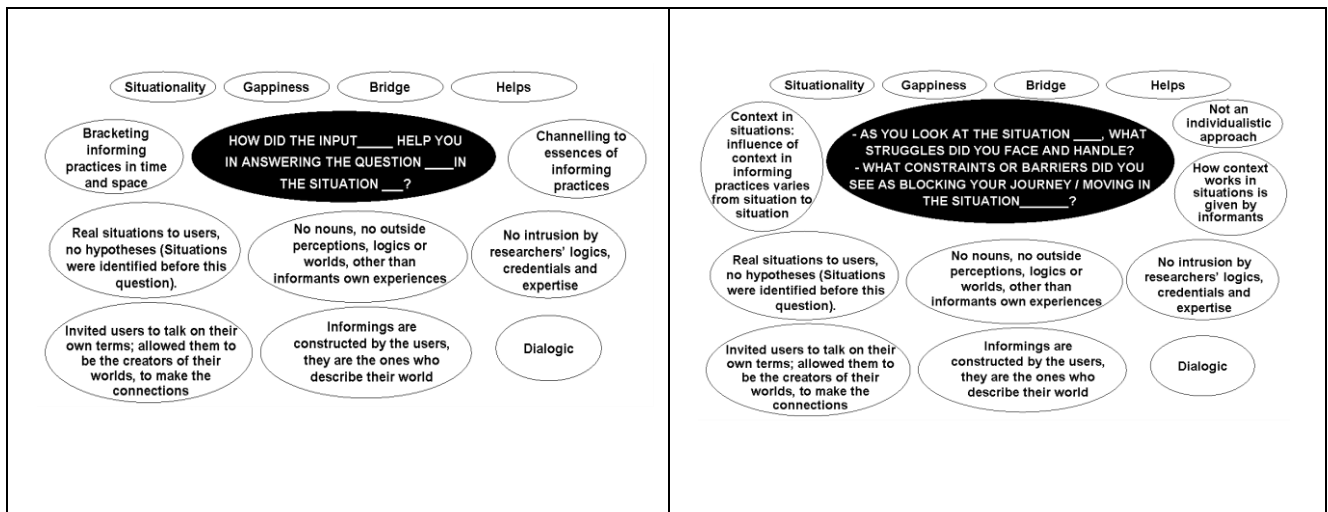 Situationality
Gappiness
Bridge
Helps
Bracketing
informing
practices in time
and space
HOW DID THE INPUT_____ HELP YOU
IN ANSWERING THE QUESTION ____IN
THE SITUATION ___?
Channelling to
essences of
informing
practices
Real situations to users,
no hypotheses (Situations
were identified before this
question).
No nouns, no outside
perceptions, logics or
worlds, other than
informants own experiences
No intrusion by
researchers' logics,
credentials and
expertise
Invited users to talk on their
own terms; allowed them to
be the creators of their
worlds, to make the
connections
Informings are
constructed by the users,
they are the ones who
describe their world
Dialogic
Situationality
Gappiness
Bridge
Helps
Context in
situations:
influence of
context in
informing
practices varies
from situation to
situation
- AS YOU LOOK AT THE SITUATION ____, WHAT
STRUGGLES DID YOU FACE AND HANDLE?
- WHAT CONSTRAINTS OR BARRIERS DID YOU
SEE AS BLOCKING YOUR JOURNEY / MOVING IN
THE SITUATION_______?
Not an
individualistic
approach
How context
works in
situations is
given by
informants
Real situations to users,
no hypotheses (Situations
were identified before this
question).
No nouns, no outside
perceptions, logics or
worlds, other than
informants own experiences
No intrusion by
researchers' logics,
credentials and
expertise
Invited users to talk on their
own terms; allowed them to
be the creators of their
worlds, to make the
connections
Informings are
constructed by the users,
they are the ones who
describe their world
Dialogic